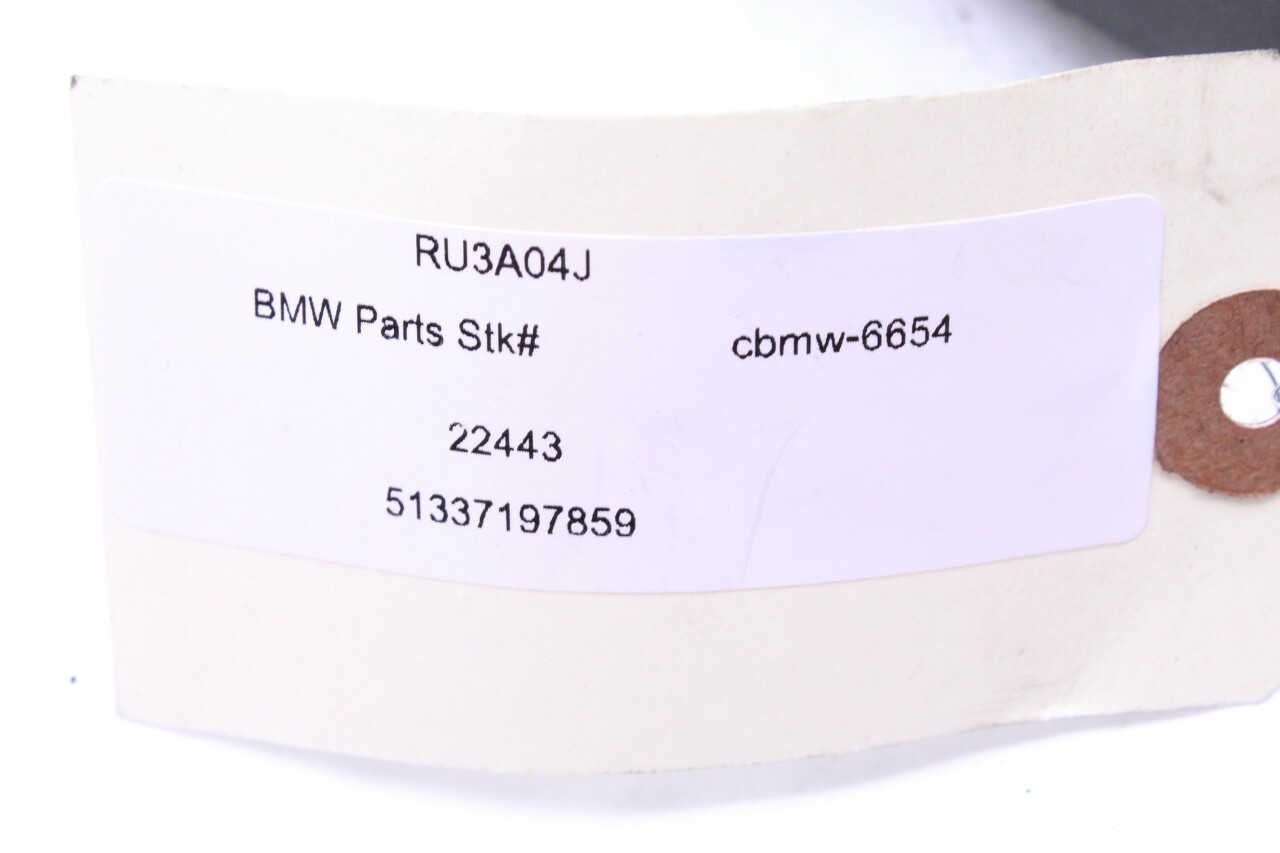 RU3A04J
BMW Parts Stk# cbmw-6654
22443
51337197859